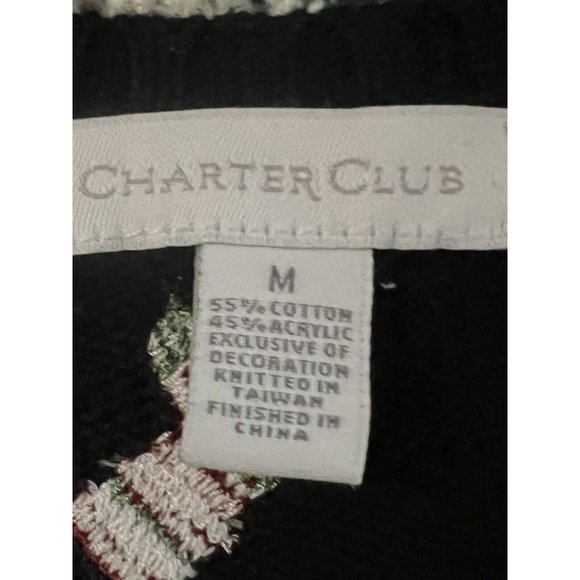 CHARTER CLUB
M
55% COTTON
45% ACRYLIC
EXCLUSIVE OF
DECORATION
KNITTED IN
TAIWAN
FINISHED IN
CHINA